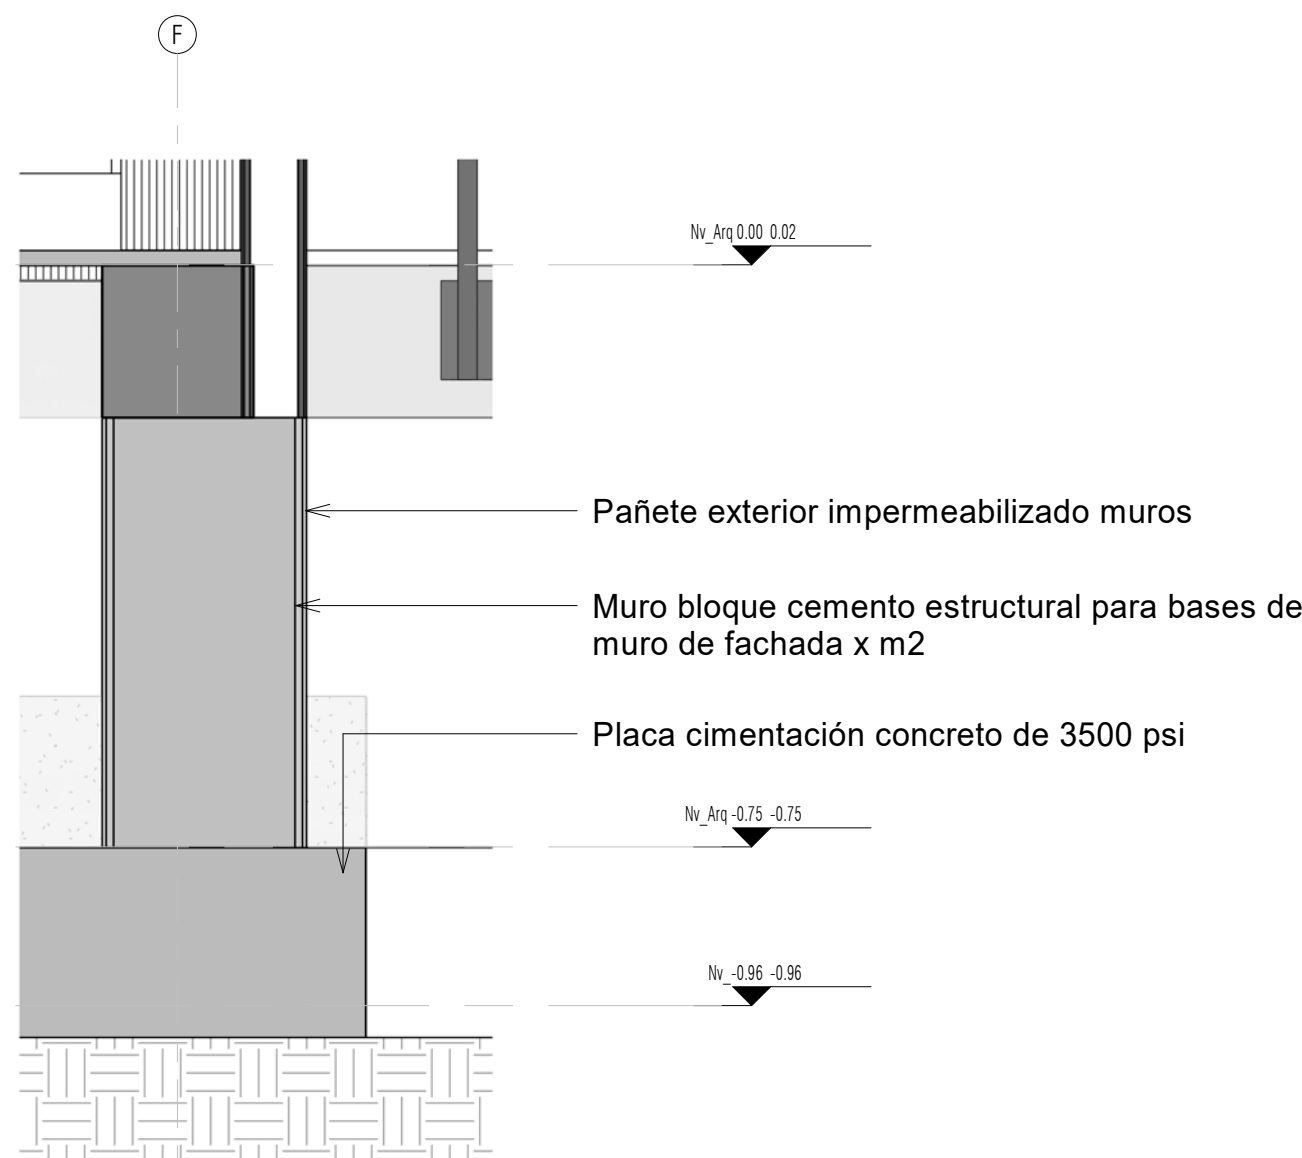 F
Nv_Arq 0.00 0.02
Pañete exterior impermeabilizado muros
Muro bloque cemento estructural para bases de
muro de fachada x m2
Placa cimentación concreto de 3500 psi
Nv_Arq -0.75 -0.75
Nv_-0.96 -0.96